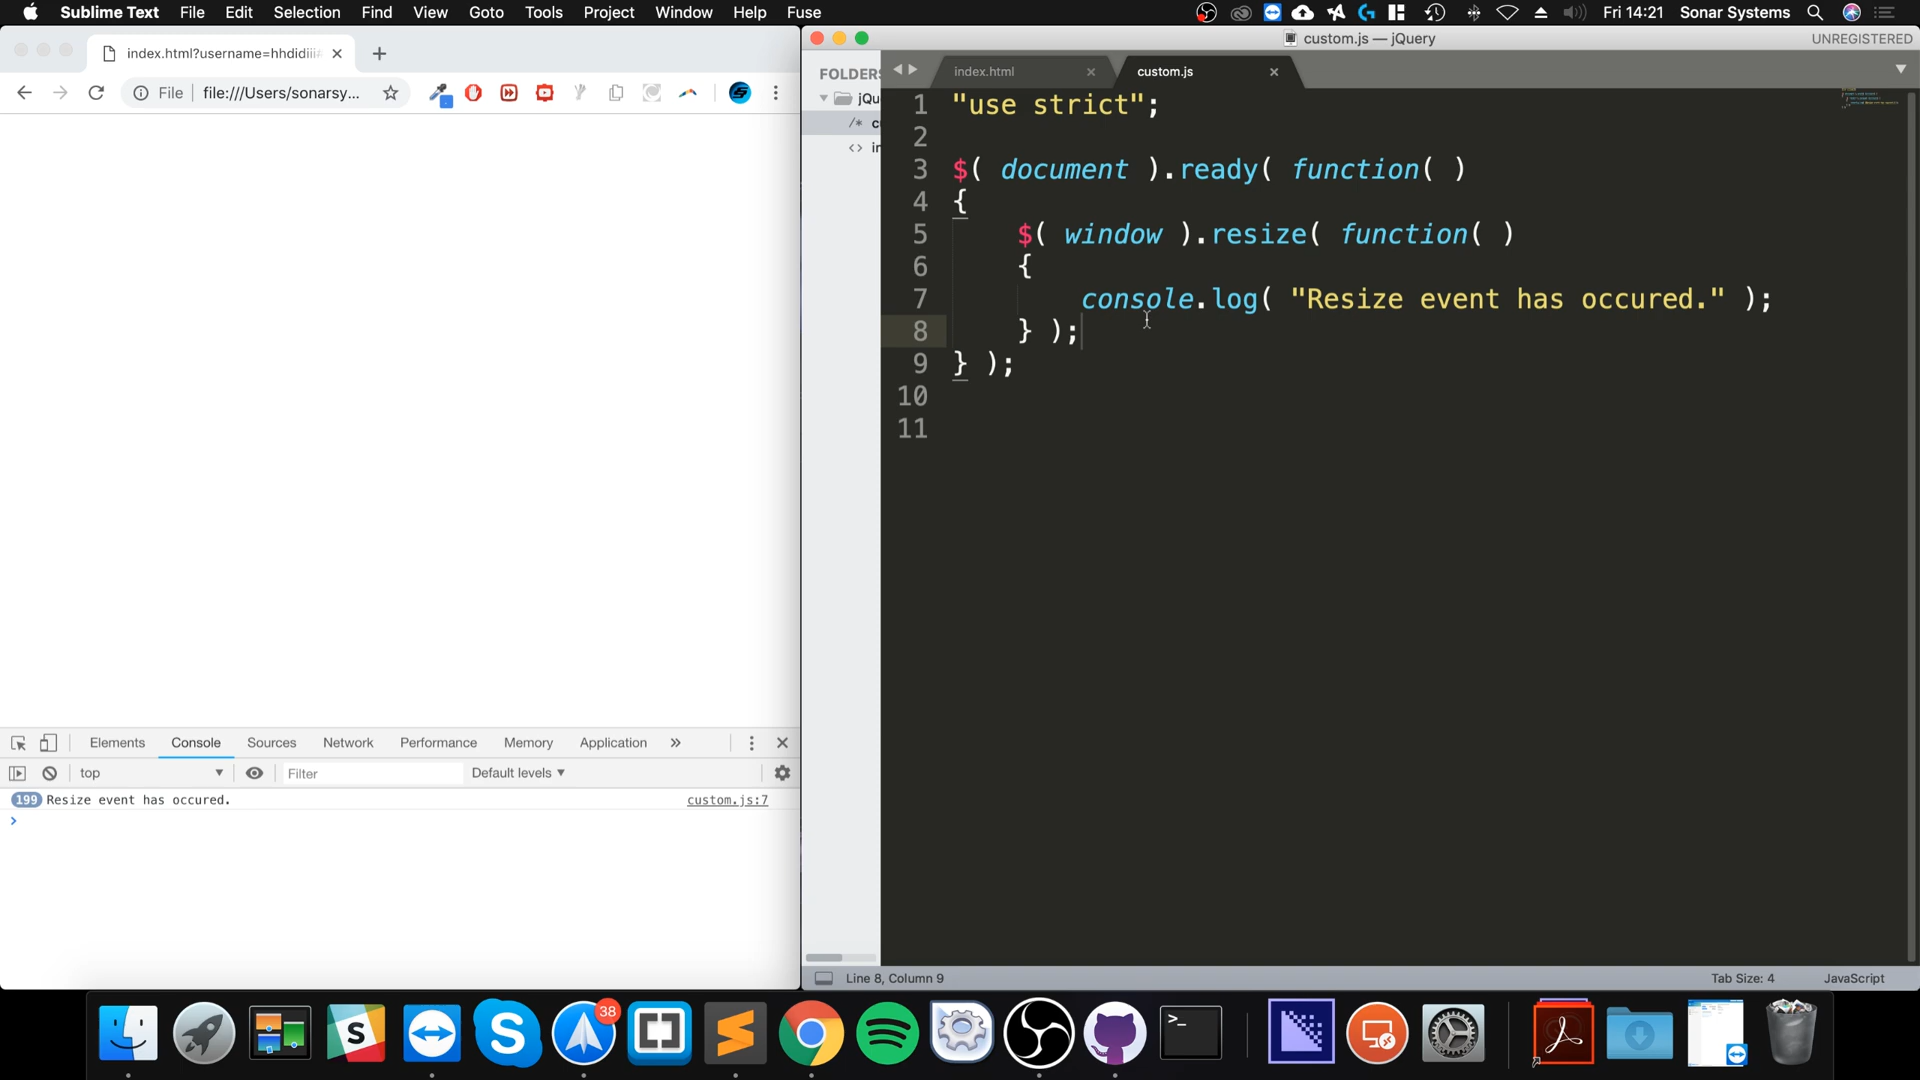 Sublime Text File Edit Selection Find View Goto Tools Project Window Help Fuse Fri 14:21 Sonar Systems
index.html?username=hhdidiii
File file:///Users/sonarsy...
custom.js — jQuery UNREGISTERED
FOLDERS
index.html custom.js
1 "use strict";
2
3 $( document ).ready( function( )
4 {
5 $( window ).resize( function( )
6 {
7 console.log( "Resize event has occured." );
8 } );
9 } );
10
11
/*
<>
Elements Console Sources Network Performance Memory Application »
top Filter Default levels
199 Resize event has occured. custom.js:7
>
Line 8, Column 9 Tab Size: 4 JavaScript
38
>_